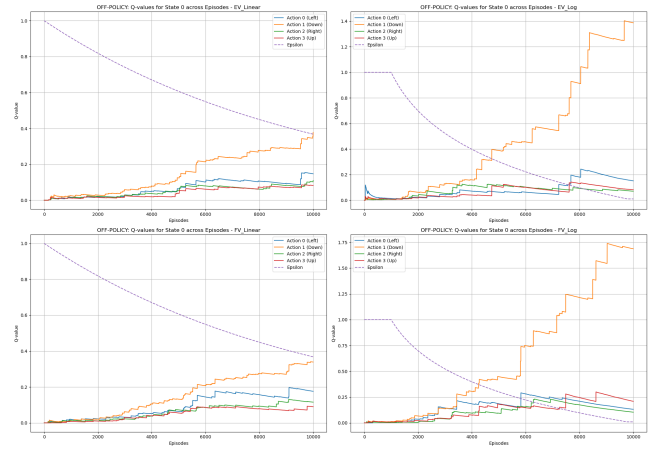 OFF-POLICY: Q-values for State 0 across Episodes - EV_Linear
Q-value
1.0
0.8
0.6
0.4
0.2
0.0
0
2000
4000
6000
8000
10000
Episodes
Action 0 (Left)
Action 1 (Down)
Action 2 (Right)
Action 3 (Up)
Epsilon
OFF-POLICY: Q-values for State 0 across Episodes - EV_Log
Q-value
1.4
1.2
1.0
0.8
0.6
0.4
0.2
0.0
0
2000
4000
6000
8000
10000
Episodes
Action 0 (Left)
Action 1 (Down)
Action 2 (Right)
Action 3 (Up)
Epsilon
OFF-POLICY: Q-values for State 0 across Episodes - FV_Linear
Q-value
1.0
0.8
0.6
0.4
0.2
0.0
0
2000
4000
6000
8000
10000
Episodes
Action 0 (Left)
Action 1 (Down)
Action 2 (Right)
Action 3 (Up)
Epsilon
OFF-POLICY: Q-values for State 0 across Episodes - FV_Log
Q-value
1.75
1.50
1.25
1.00
0.75
0.50
0.25
0.00
0
2000
4000
6000
8000
10000
Episodes
Action 0 (Left)
Action 1 (Down)
Action 2 (Right)
Action 3 (Up)
Epsilon